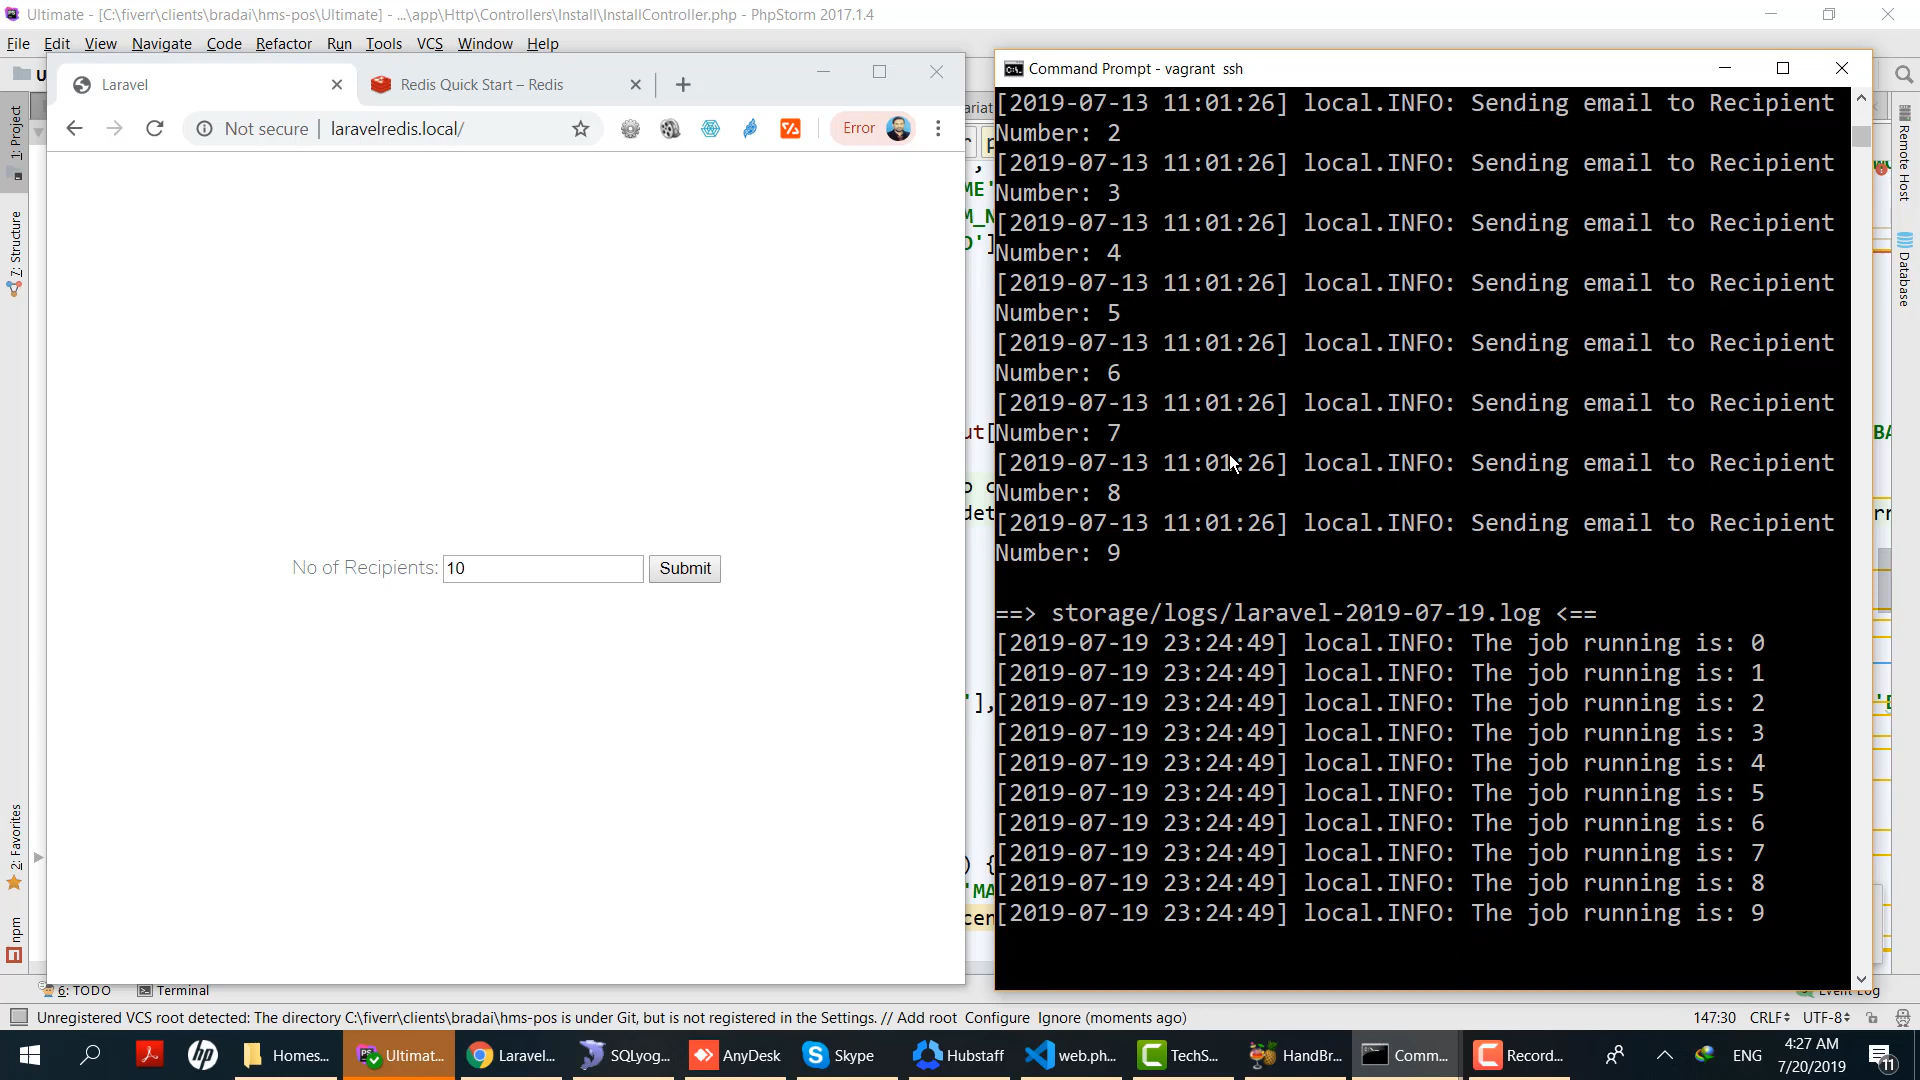 Ultimate - [C:\fiverr\clients\bradai\hms-pos\Ultimate] - ...\app\Http\Controllers\Install\InstallController.php - PhpStorm 2017.1.4
File Edit View Navigate Code Refactor Run Tools VCS Window Help
Laravel
Redis Quick Start – Redis
Not secure | laravelredis.local/
Error
No of Recipients: 10 Submit
Command Prompt - vagrant ssh
[2019-07-13 11:01:26] local.INFO: Sending email to Recipient
Number: 2
[2019-07-13 11:01:26] local.INFO: Sending email to Recipient
Number: 3
[2019-07-13 11:01:26] local.INFO: Sending email to Recipient
Number: 4
[2019-07-13 11:01:26] local.INFO: Sending email to Recipient
Number: 5
[2019-07-13 11:01:26] local.INFO: Sending email to Recipient
Number: 6
[2019-07-13 11:01:26] local.INFO: Sending email to Recipient
Number: 7
[2019-07-13 11:01:26] local.INFO: Sending email to Recipient
Number: 8
[2019-07-13 11:01:26] local.INFO: Sending email to Recipient
Number: 9
==> storage/logs/laravel-2019-07-19.log <==
[2019-07-19 23:24:49] local.INFO: The job running is: 0
[2019-07-19 23:24:49] local.INFO: The job running is: 1
[2019-07-19 23:24:49] local.INFO: The job running is: 2
[2019-07-19 23:24:49] local.INFO: The job running is: 3
[2019-07-19 23:24:49] local.INFO: The job running is: 4
[2019-07-19 23:24:49] local.INFO: The job running is: 5
[2019-07-19 23:24:49] local.INFO: The job running is: 6
[2019-07-19 23:24:49] local.INFO: The job running is: 7
[2019-07-19 23:24:49] local.INFO: The job running is: 8
[2019-07-19 23:24:49] local.INFO: The job running is: 9
1: Project
7: Structure
2: Favorites
npm
Remote Host
Database
6: TODO
Terminal
Event Log
Unregistered VCS root detected: The directory C:\fiverr\clients\bradai\hms-pos is under Git, but is not registered in the Settings. // Add root Configure Ignore (moments ago)
147:30 CRLF UTF-8
Homes...
Ultimat...
Laravel...
SQLyog...
AnyDesk
Skype
Hubstaff
web.ph...
TechS...
HandBr...
Comm...
Record...
ENG
4:27 AM
7/20/2019
11